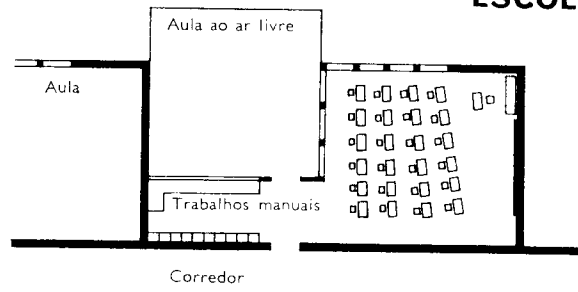 ESCOL
Aula ao ar livre
Aula
Trabalhos manuais
Corredor